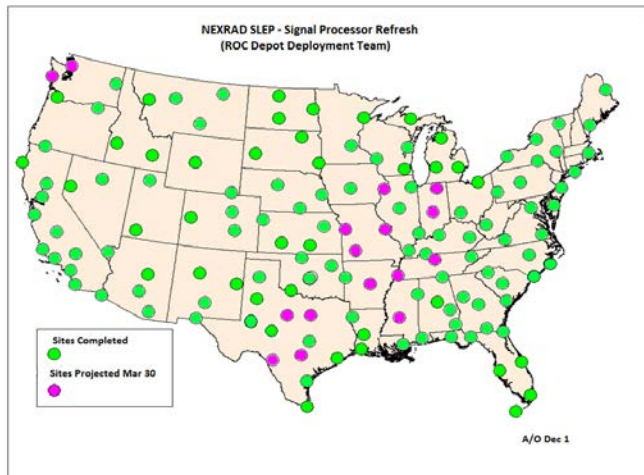 NEXRAD SLEP - Signal Processor Refresh
(ROC Depot Deployment Team)
Sites Completed
Sites Projected Mar 30
A/O Dec 1